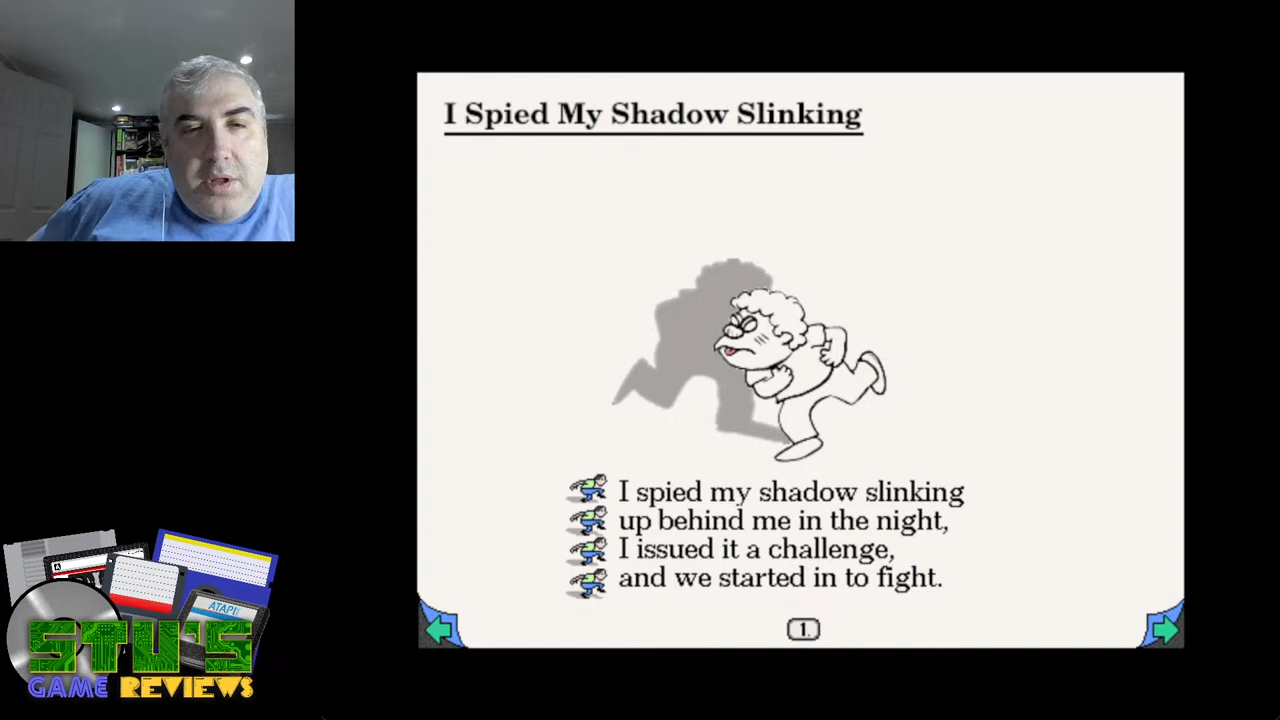 I Spied My Shadow Slinking
I spied my shadow slinking
up behind me in the night,
I issued it a challenge,
and we started in to fight.
1.
A
ATAPI
STU'S
GAME REVIEWS